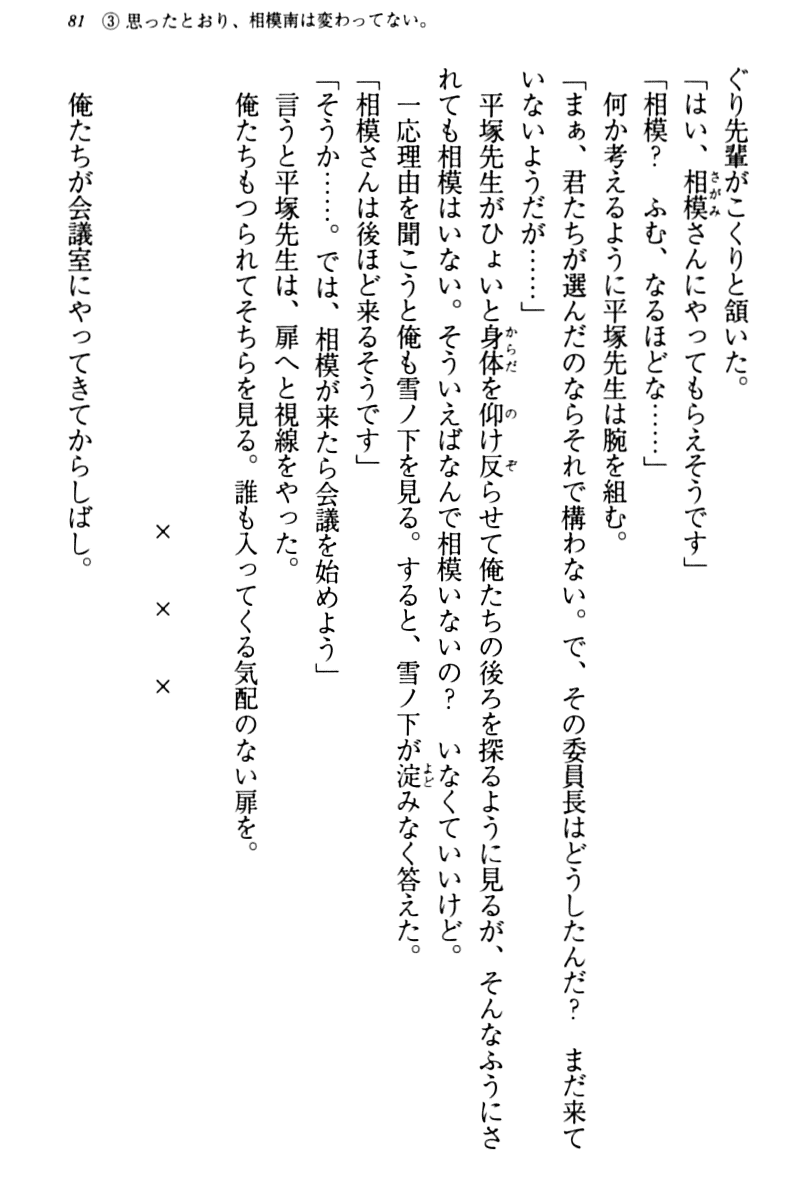 81 ③ 思ったとおり、相模南は変わってない。
ぐり先輩がこくりと頷いた。
「はい、相模さんにやってもらえそうです」
「相模？　ふむ、なるほどな……」
何か考えるように平塚先生は腕を組む。
「まぁ、君たちが選んだのならそれで構わない。で、その委員長はどうしたんだ？　まだ来て
いないようだが……」
平塚先生がひょいと身体を仰け反らせて俺たちの後ろを探るように見るが、そんなふうにさ
れても相模はいない。そういえばなんで相模いないの？　いなくていいけど。
一応理由を聞こうと俺も雪ノ下を見る。すると、雪ノ下が淀みなく答えた。
「相模さんは後ほど来るそうです」
「そうか……。では、相模が来たら会議を始めよう」
言うと平塚先生は、扉へと視線をやった。
俺たちもつられてそちらを見る。誰も入ってくる気配のない扉を。
×　×　×
俺たちが会議室にやってきてからしばし。